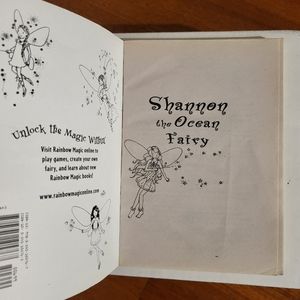 Unlock the Magic Within!
Visit Rainbow Magic online to
play games, create your own
fairy, and learn about new
Rainbow Magic books!
www.rainbowmagiconline.com
Shannon
the Ocean
Fairy